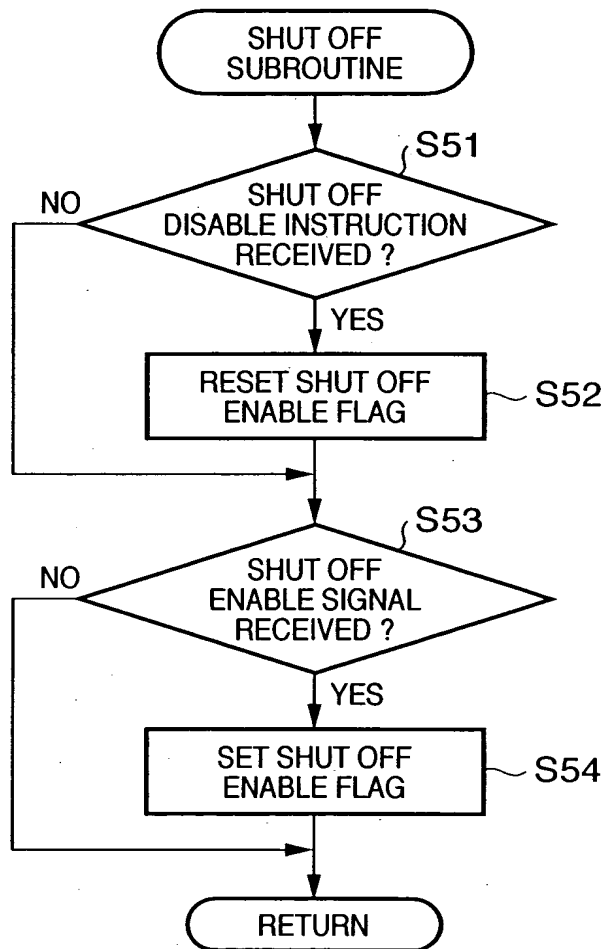 SHUT OFF
SUBROUTINE
S51
SHUT OFF
DISABLE INSTRUCTION
RECEIVED ?
NO
YES
RESET SHUT OFF
ENABLE FLAG
S52
S53
SHUT OFF
ENABLE SIGNAL
RECEIVED ?
NO
YES
SET SHUT OFF
ENABLE FLAG
S54
RETURN